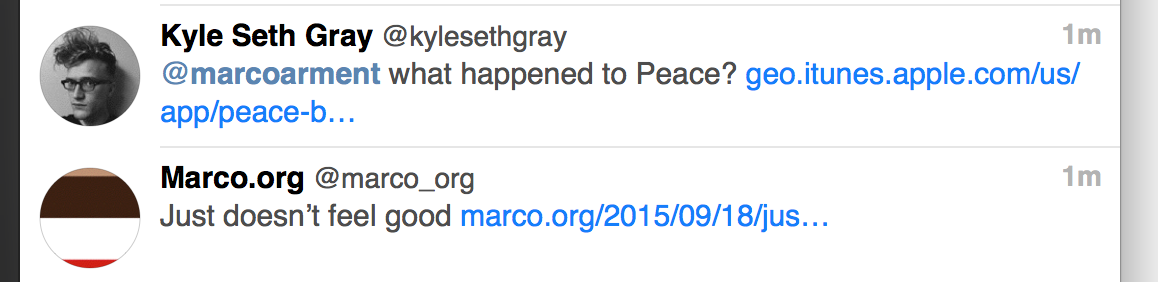 Kyle Seth Gray @kylesethgray 1m
@marcoarment what happened to Peace? geo.itunes.apple.com/us/
app/peace-b…
Marco.org @marco_org 1m
Just doesn’t feel good marco.org/2015/09/18/jus…